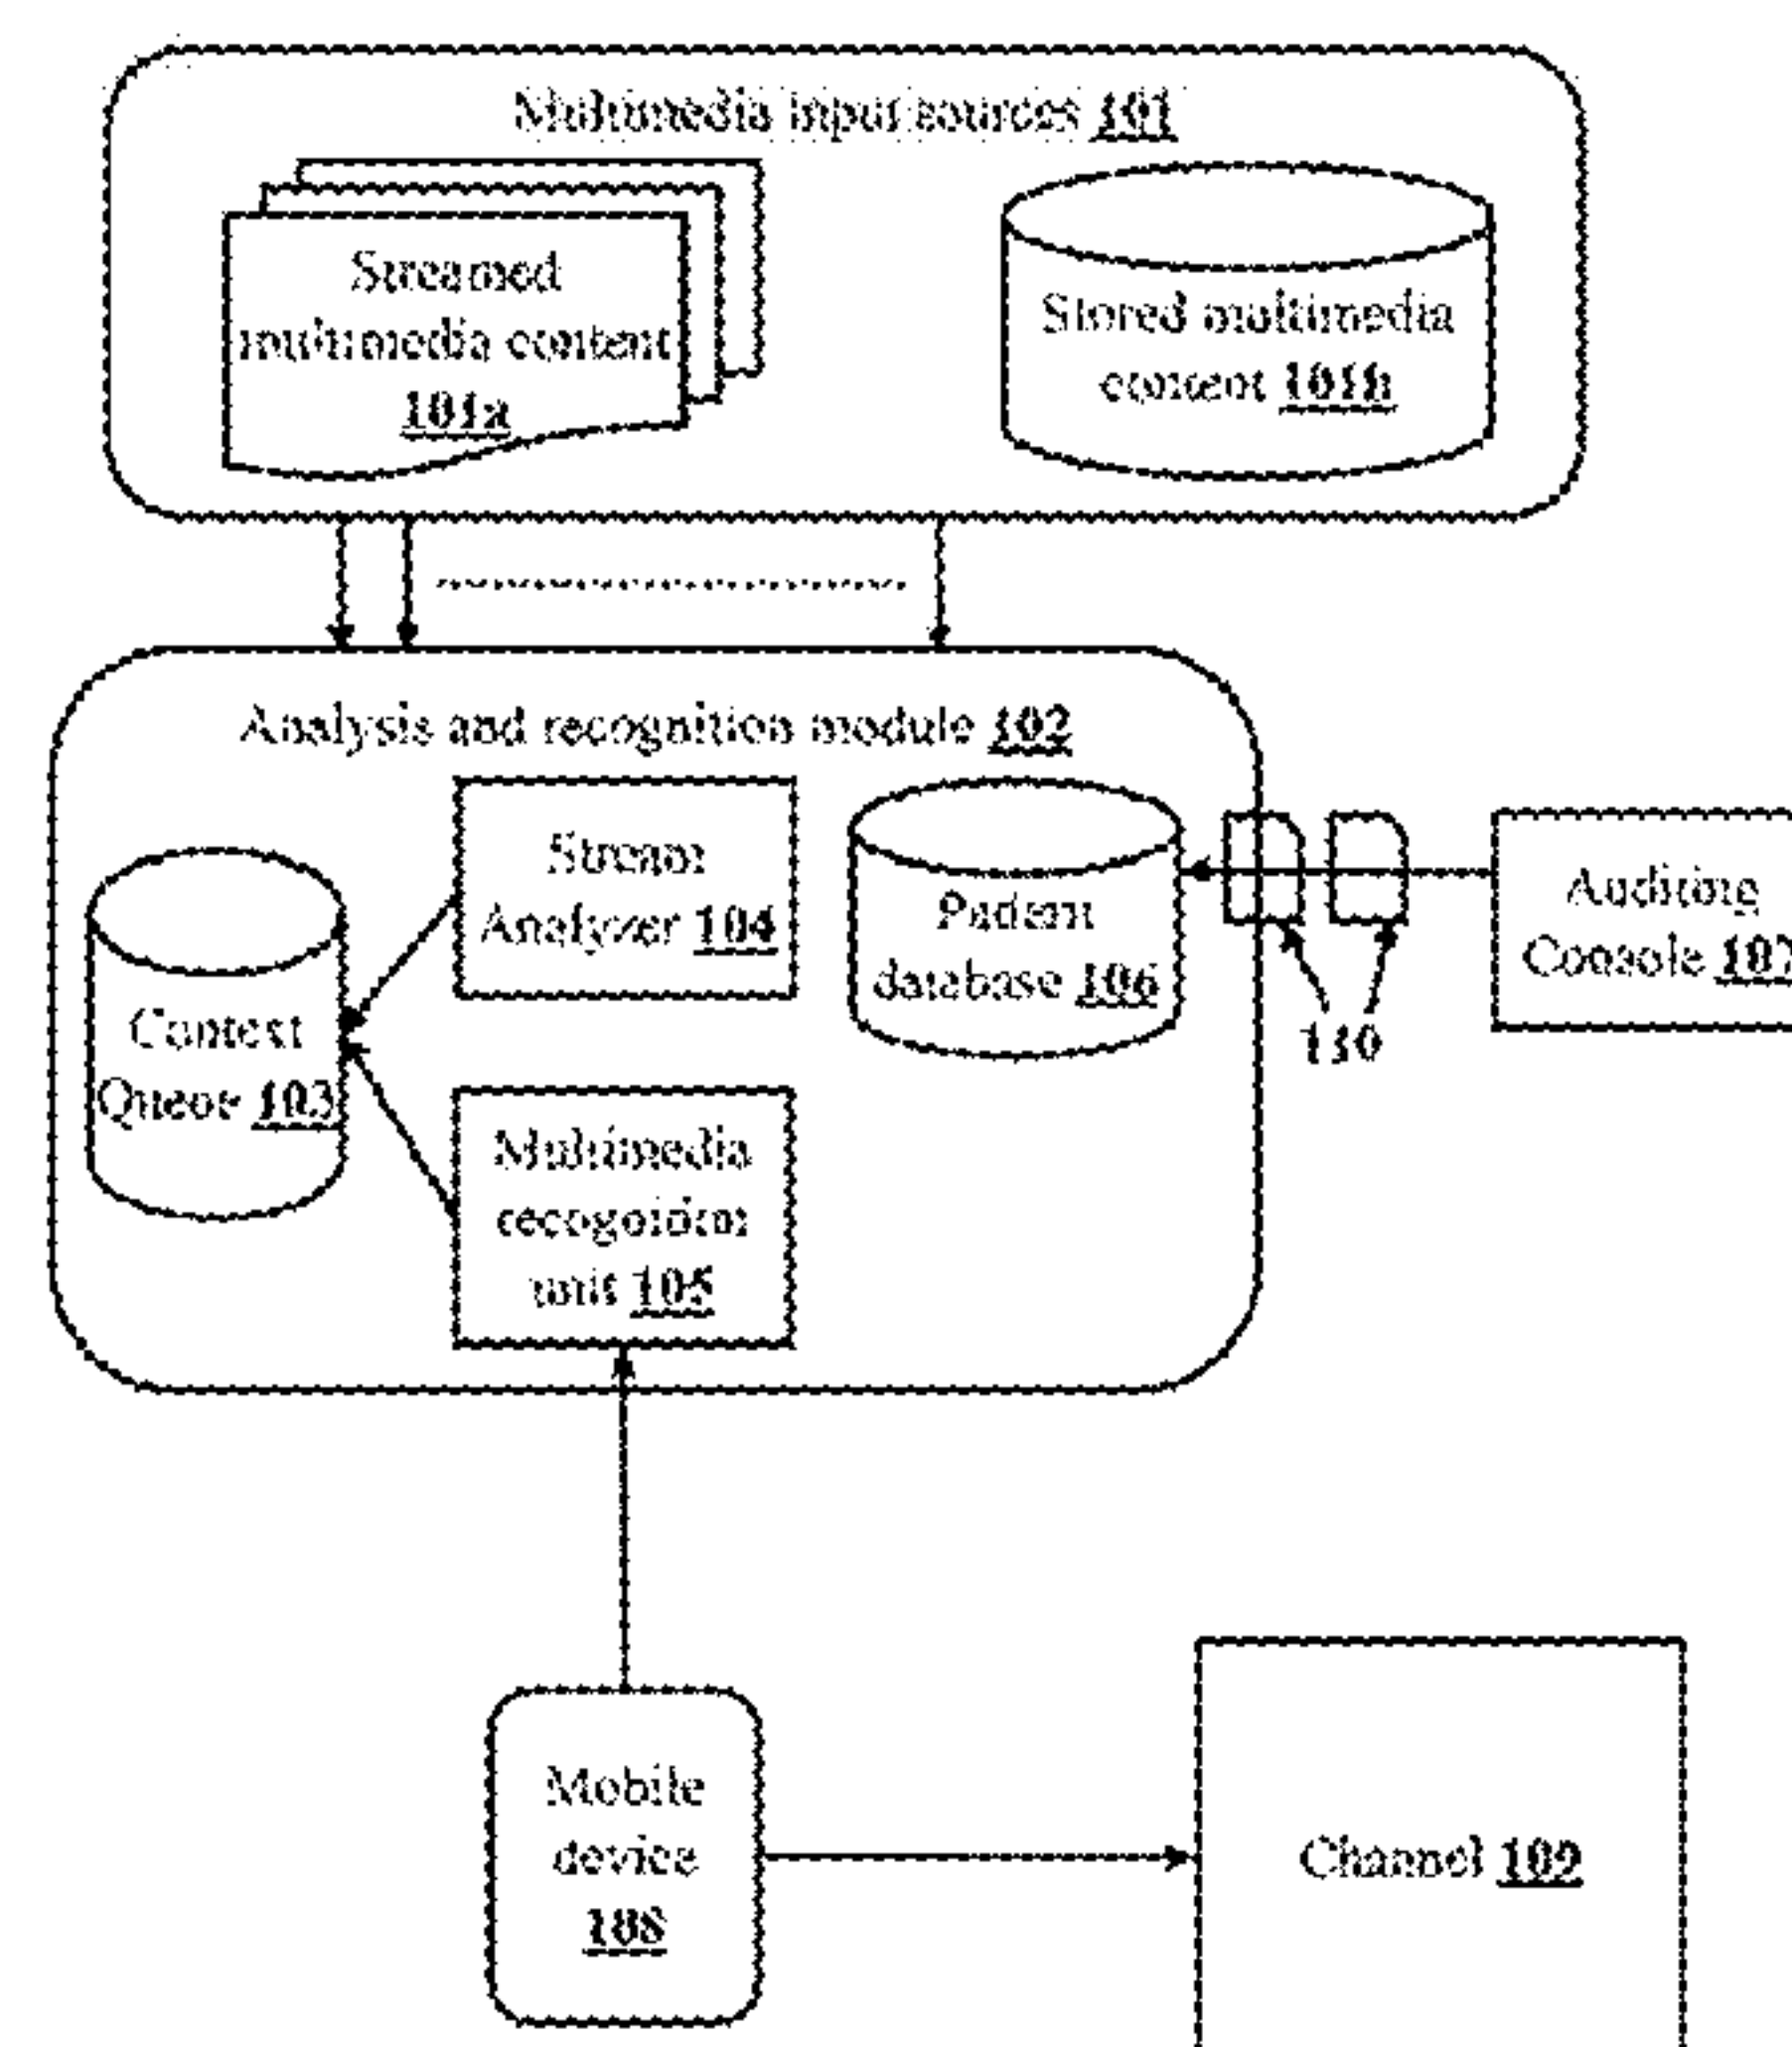 Multimedia input sources 101
Streamed
multimedia content
101a
Stored multimedia
content 101b
Analysis and recognition module 102
Stream
Analyzer 104
Pattern
database 106
Auditing
Console 107
Context
Queue 103
110
Multimedia
recognition
unit 105
Mobile
device
108
Channel 109